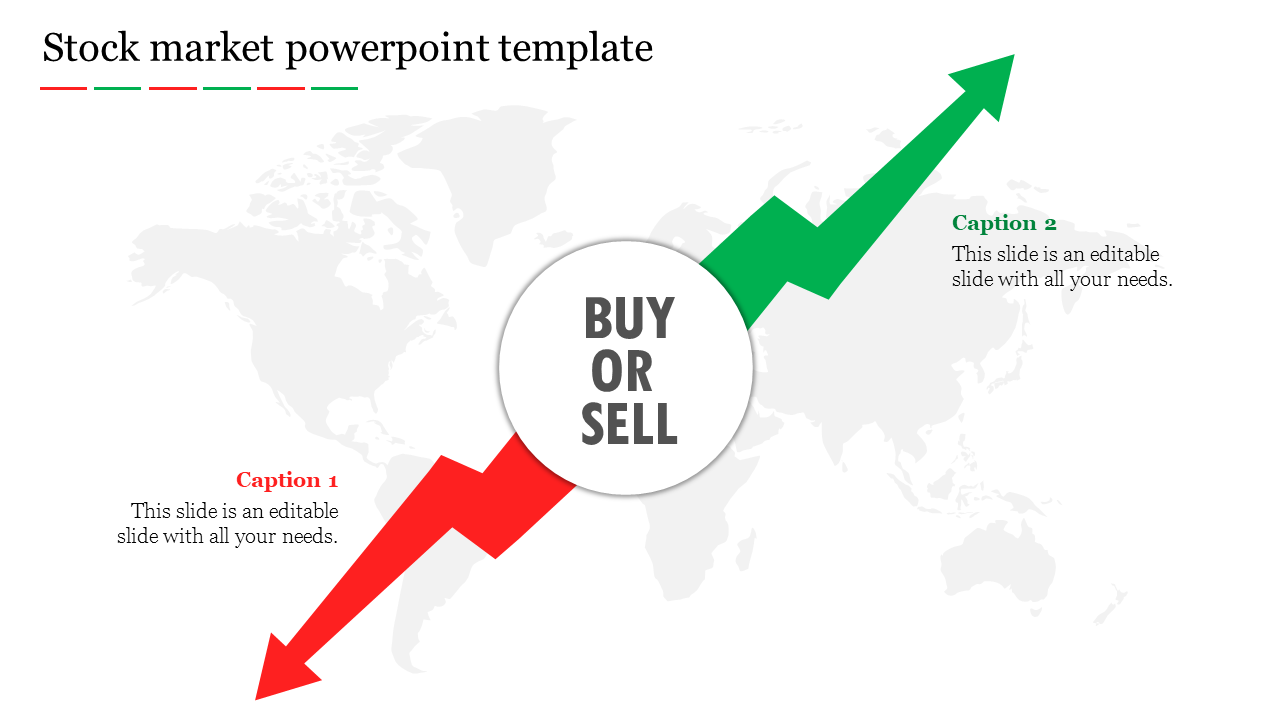 Stock market powerpoint template
Caption 2
This slide is an editable
slide with all your needs.
BUY
OR
SELL
Caption 1
This slide is an editable
slide with all your needs.